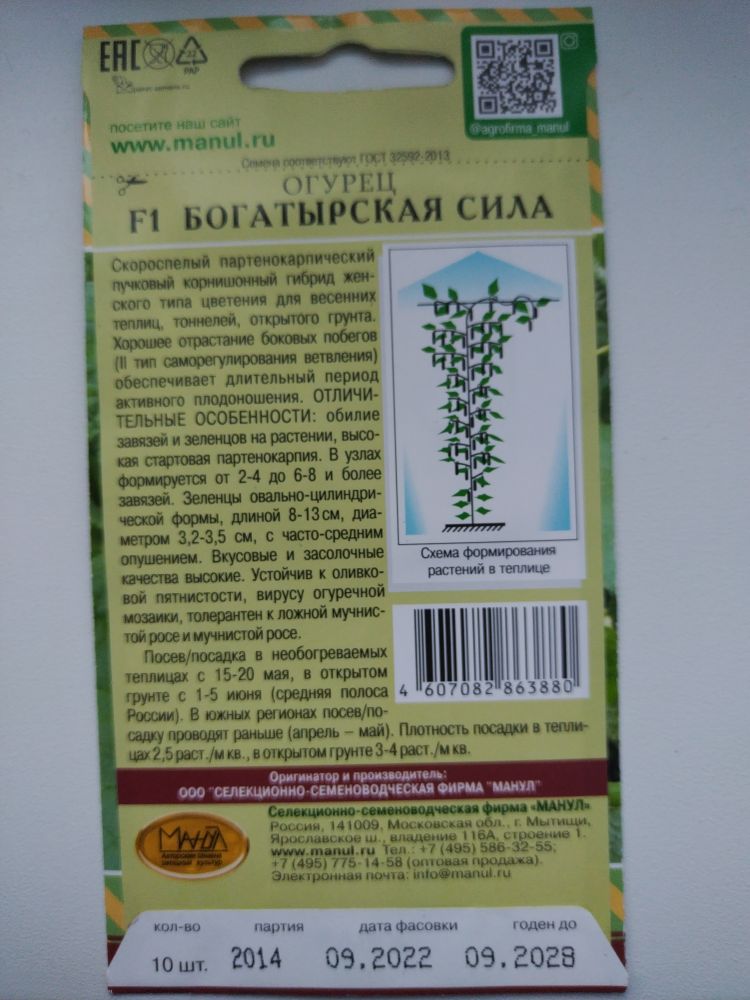 EAC
22
PAP
@agrofirma_manul
посетите наш сайт
www.manul.ru
Семена соответствуют ГОСТ 32592-2013
ОГУРЕЦ
F1 БОГАТЫРСКАЯ СИЛА
Скороспелый партенокарпический
пучковый корнишонный гибрид жен-
ского типа цветения для весенних
теплиц, тоннелей, открытого грунта.
Хорошее отрастание боковых побегов
(II тип саморегулирования ветвления)
обеспечивает длительный период
активного плодоношения. ОТЛИЧИ-
ТЕЛЬНЫЕ ОСОБЕННОСТИ: обилие
завязей и зеленцов на растении, высо-
кая стартовая партенокарпия. В узлах
формируется от 2-4 до 6-8 и более
завязей. Зеленцы овально-цилиндри-
ческой формы, длиной 8-13 см, диа-
метром 3,2-3,5 см, с часто-средним
опушением. Вкусовые и засолочные
качества высокие. Устойчив к оливко-
вой пятнистости, вирусу огуречной
мозаики, толерантен к ложной мучнис-
той росе и мучнистой росе.
Посев/посадка в необогреваемых
теплицах с 15-20 мая, в открытом
грунте с 1-5 июня (средняя полоса
России). В южных регионах посев/по-
садку проводят раньше (апрель – май). Плотность посадки в тепли-
цах 2,5 раст./м кв., в открытом грунте 3-4 раст./м кв.
Схема формирования
растений в теплице
4 607082 863880
Оригинатор и производитель:
ООО "СЕЛЕКЦИОННО-СЕМЕНОВОДЧЕСКАЯ ФИРМА "МАНУЛ"
МАНУЛ
Авторские семена
овощных культур
Селекционно-семеноводческая фирма «МАНУЛ»
Россия, 141009, Московская обл., г. Мытищи,
Ярославское ш., владение 116А, строение 1.
www.manul.ru Тел.: +7 (495) 586-32-55;
+7 (495) 775-14-58 (оптовая продажа).
Электронная почта: info@manul.ru
кол-во партия дата фасовки годен до
10 шт. 2014 09.2022 09.2028